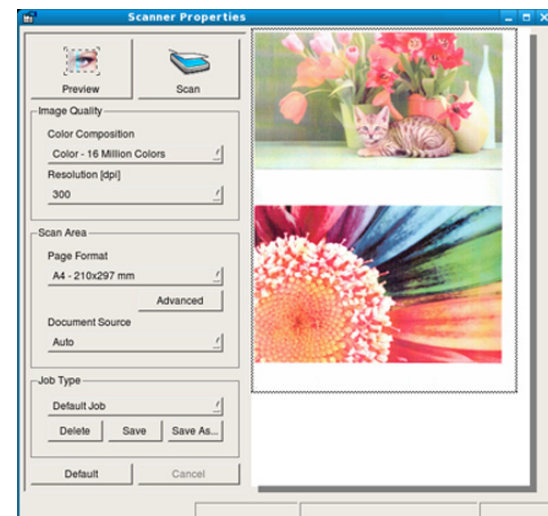 Scanner Properties
Preview Scan
Image Quality
Color Composition
Color - 16 Million Colors
Resolution [dpi]
300
Scan Area
Page Format
A4 - 210x297 mm
Advanced
Document Source
Auto
Job Type
Default Job
Delete Save Save As...
Default Cancel